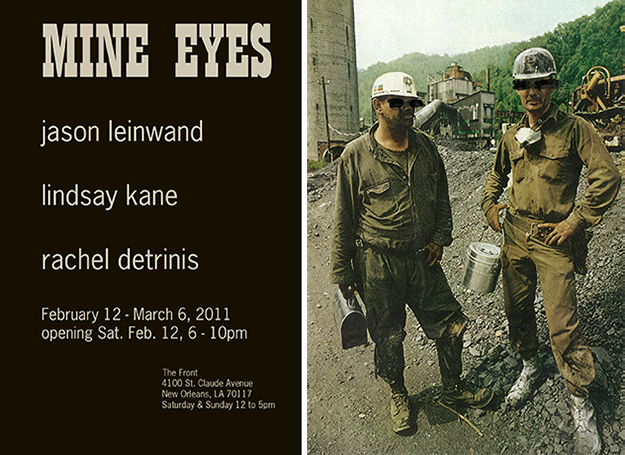 MINE EYES
jason leinwand
lindsay kane
rachel detrinis
February 12 - March 6, 2011
opening Sat. Feb. 12, 6 - 10pm
The Front
4100 St. Claude Avenue
New Orleans, LA 70117
Saturday & Sunday 12 to 5pm